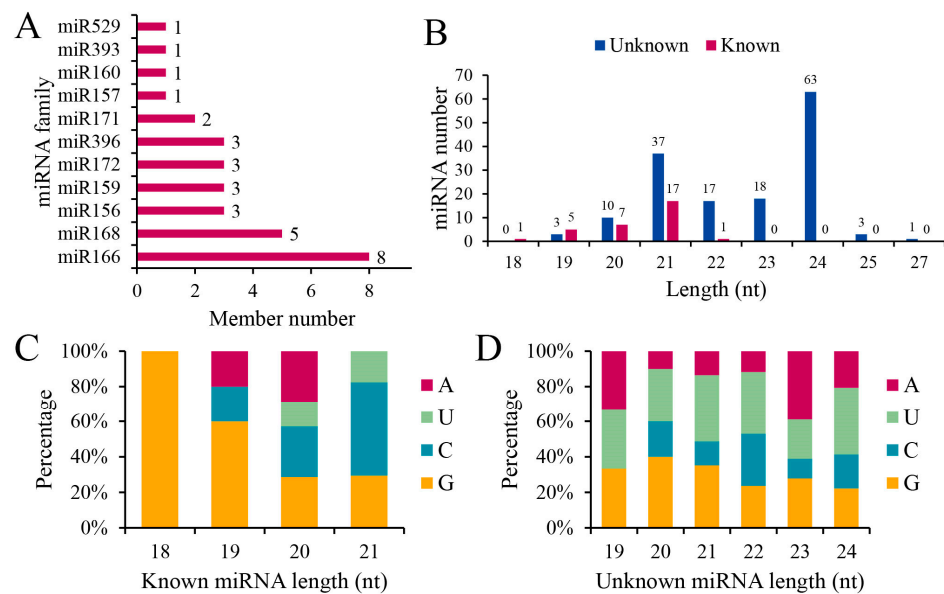 A
miRNA family
miR529 1
miR393 1
miR160 1
miR157 1
miR171 2
miR396 3
miR172 3
miR159 3
miR156 3
miR168 5
miR166 8
0 2 4 6 8
Member number
B
Unknown Known
miRNA number
70
60
50
40
30
20
10
0
0 1 3 5 10 7 37 17 17 1 18 0 63 0 3 0 1 0
18 19 20 21 22 23 24 25 27
Length (nt)
C
Percentage
100%
80%
60%
40%
20%
0%
18 19 20 21
Known miRNA length (nt)
A
U
C
G
D
Percentage
100%
80%
60%
40%
20%
0%
19 20 21 22 23 24
Unknown miRNA length (nt)
A
U
C
G